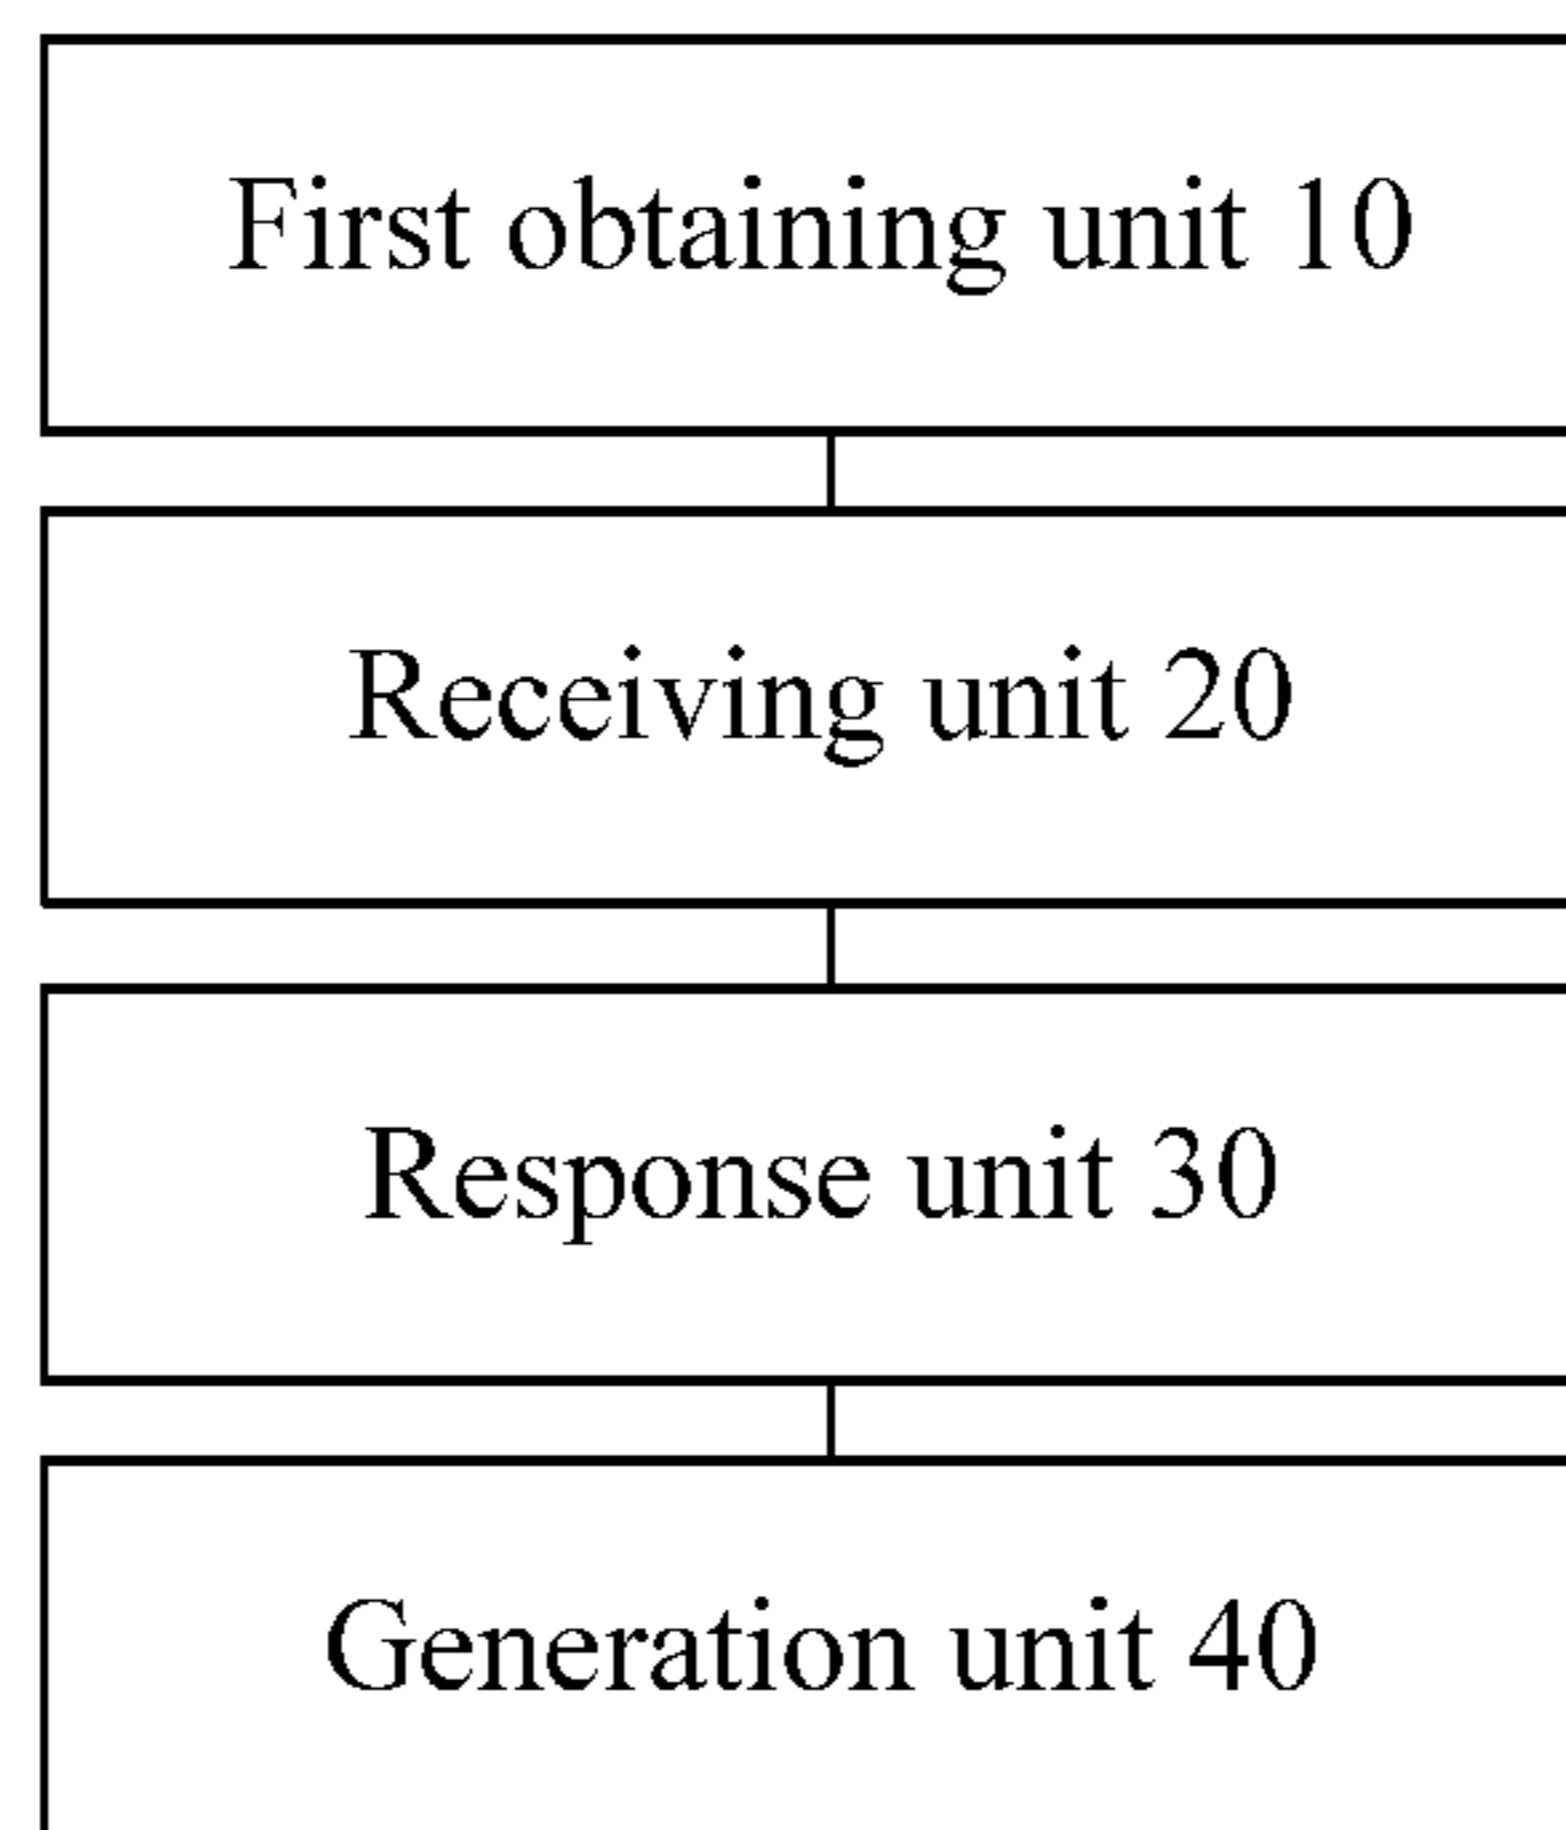 First obtaining unit 10
Receiving unit 20
Response unit 30
Generation unit 40